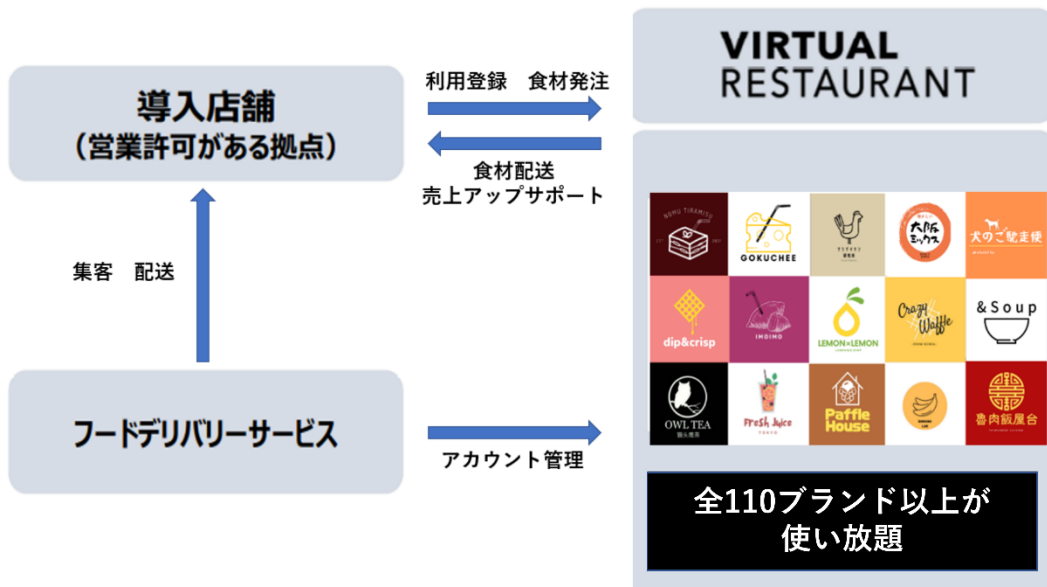 VIRTUAL
RESTAURANT
導入店舗
（営業許可がある拠点）
利用登録　食材発注
食材配送
売上アップサポート
集客　配送
フードデリバリーサービス
アカウント管理
NOMU TIRAMISU
GOKUCHEE
大阪
ミックス
犬のご馳走便
dip&crisp
IMOIMO
LEMON×LEMON
Crazy
Waffle
&Soup
OWL TEA
Fresh Juice
TOKYO
Paffle
House
魯肉飯屋台
全110ブランド以上が
使い放題